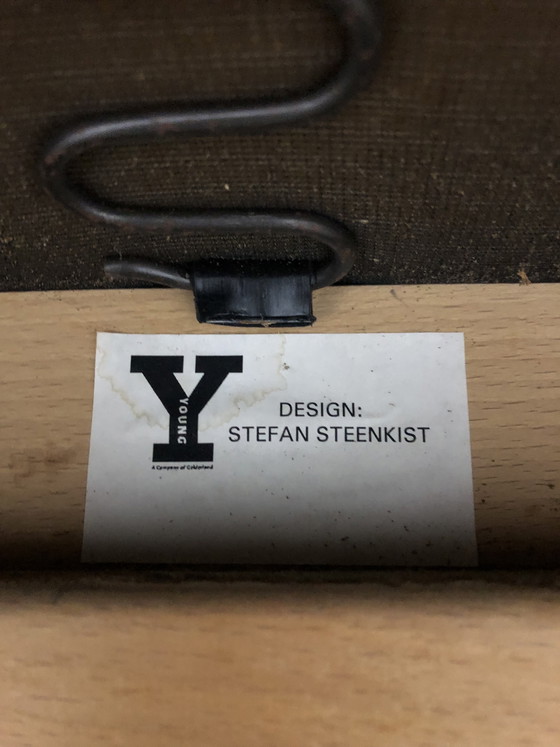 Y
YOUNG
A Company of Gelderland
DESIGN:
STEFAN STEENKIST